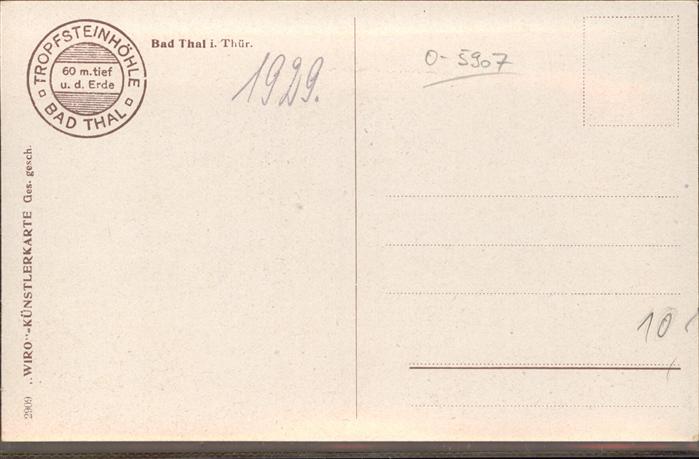 TROPFSTEINHÖHLE
60 m. tief
u. d. Erde
BAD THAL
Bad Thal i. Thür.
1929.
0-5907
10
„WIRO"-KÜNSTLERKARTE Ges. gesch.
2909